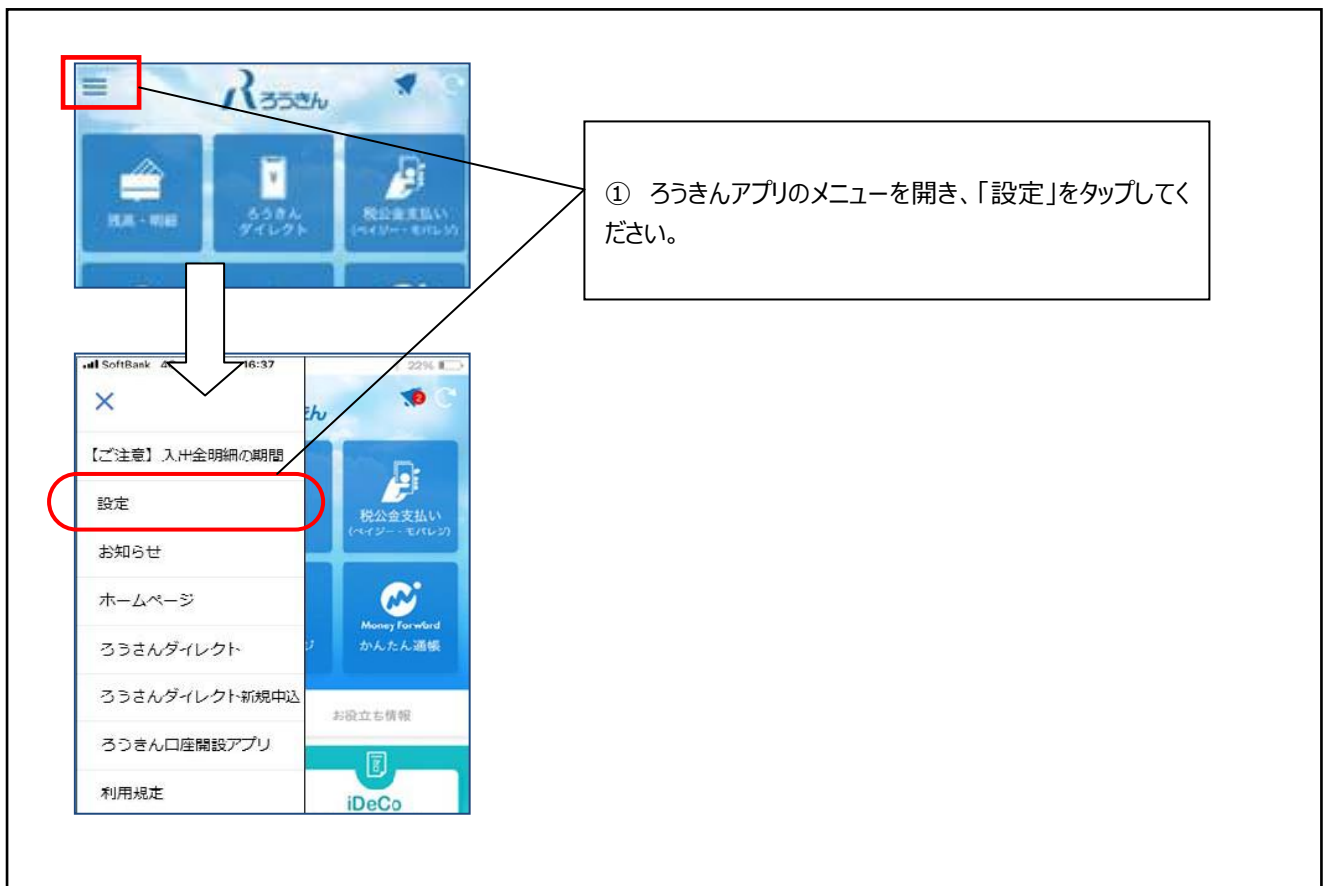 ろうきん
残高・明細
ろうきん
ダイレクト
税公金支払い
(ペイジー・モバレジ)
① ろうきんアプリのメニューを開き、「設定」をタップしてく
ださい。
SoftBank 4
16:37
22%
きん
2
【ご注意】入出金明細の期間
設定
お知らせ
ホームページ
ろうきんダイレクト
ろうきんダイレクト新規申込
ろうきん口座開設アプリ
利用規定
税公金支払い
(ペイジー・モバレジ)
Money Forward
かんたん通帳
ジ
お役立ち情報
iDeCo